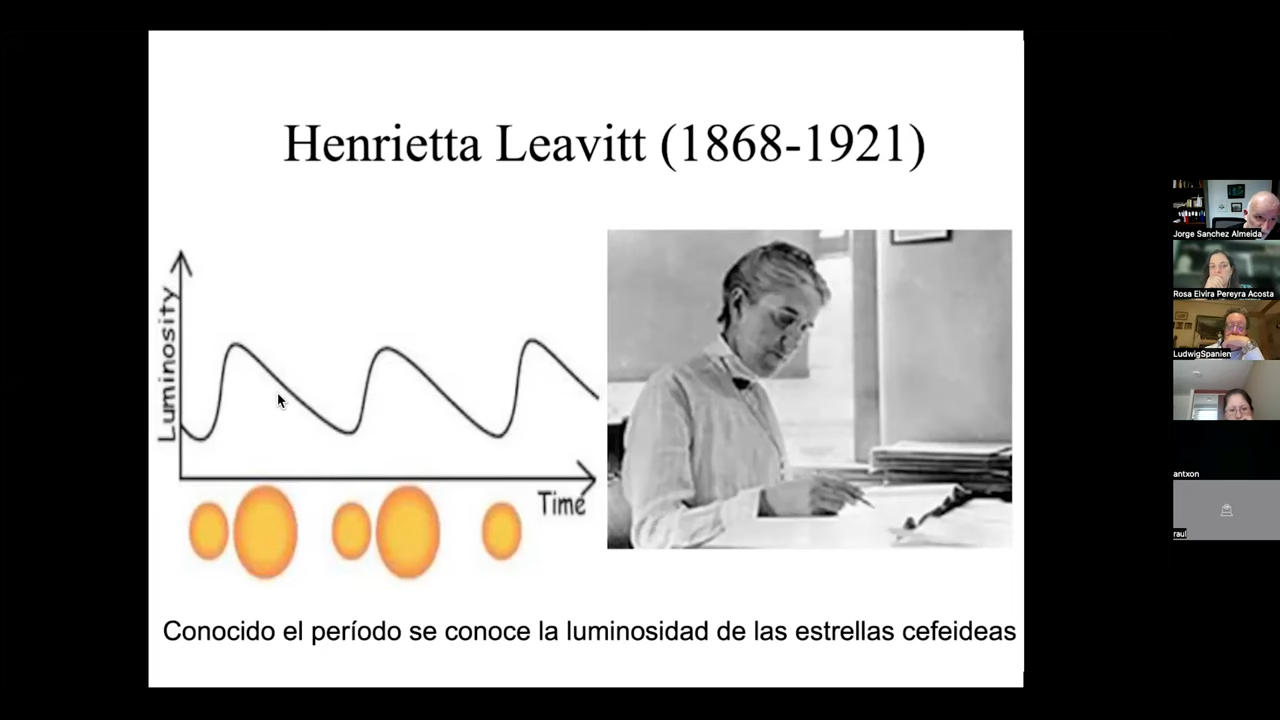 Henrietta Leavitt (1868-1921)
Luminosity
Time
Conocido el período se conoce la luminosidad de las estrellas cefeideas
Jorge Sanchez Almeida
Rosa Elvira Pereyra Acosta
LudwigSpanien
antxon
raul